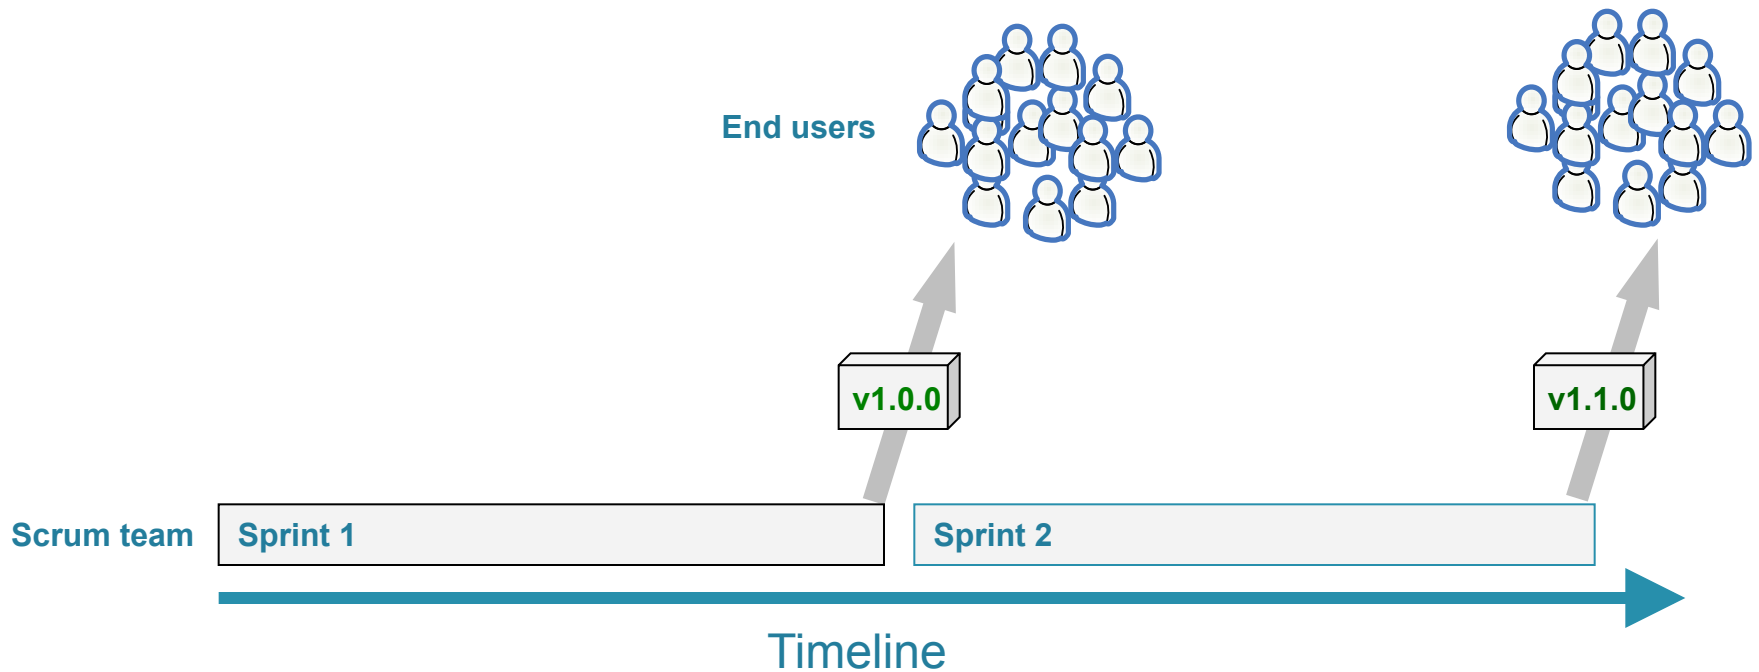 End users
v1.0.0
v1.1.0
Scrum team
Sprint 1
Sprint 2
Timeline